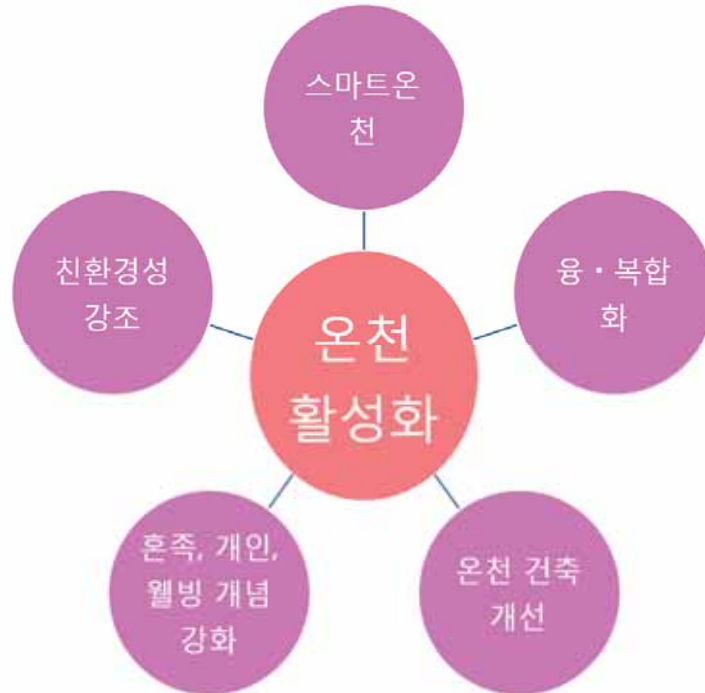 스마트온
천
친환경성
강조
융・복합
화
온천
활성화
혼족, 개인,
웰빙 개념
강화
온천 건축
개선